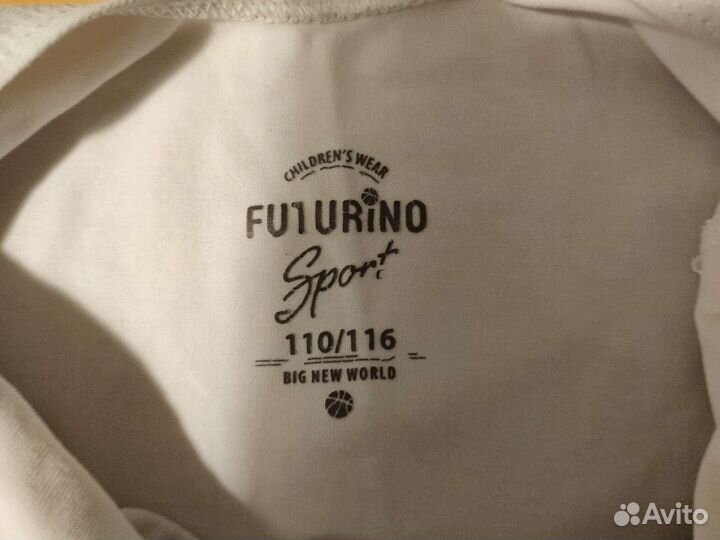 CHILDREN'S WEAR
FUTURiNO
Sport
110/116
BIG NEW WORLD
Avito